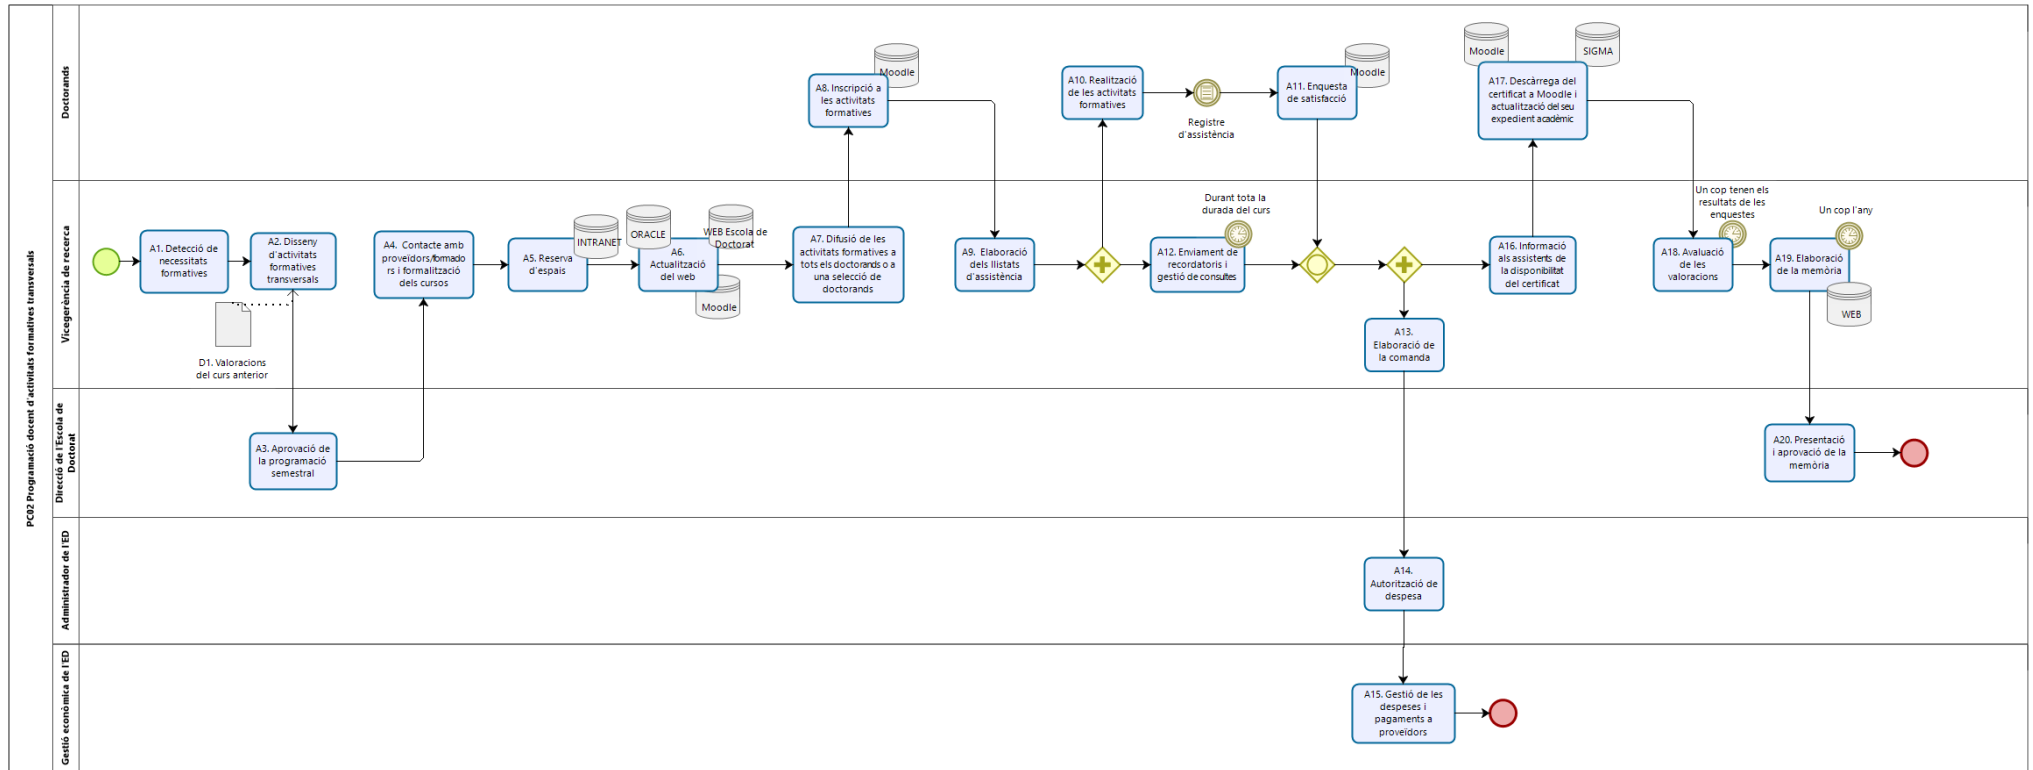 PC02 Programació docent d'activitats formatives transversals
Doctorands
Moodle
A8. Inscripció a
les activitats
formatives
A10. Realització
de les activitats
formatives
Registre
d'assistència
Moodle
A11. Enquesta
de satisfacció
Moodle
SIGMA
A17. Descàrrega del
certificat a Moodle i
actualització del seu
expedient acadèmic
Vicegerència de recerca
A1. Detecció de
necessitats
formatives
A2. Disseny
d'activitats
formatives
transversals
D1. Valoracions
del curs anterior
A4. Contacte amb
proveïdors/formado
rs i formalització
dels cursos
A5. Reserva
d'espais
INTRANET
ORACLE
WEB Escola de
Doctorat
A6.
Actualització
del web
Moodle
A7. Difusió de les
activitats formatives a
tots els doctorands o a
una selecció de
doctorands
A9. Elaboració
dels llistats
d'assistència
Durant tota la
durada del curs
A12. Enviament de
recordatoris i
gestió de consultes
A13.
Elaboració de
la comanda
A16. Informació
als assistents de
la disponibilitat
del certificat
Un cop tenen els
resultats de les
enquestes
A18. Avaluació
de les
valoracions
Un cop l'any
A19. Elaboració
de la memòria
WEB
Direcció de l'Escola de
Doctorat
A3. Aprovació de
la programació
semestral
A20. Presentació
i aprovació de la
memòria
Administrador de l'ED
A14.
Autorització de
despesa
Gestió econòmica de l'ED
A15. Gestió de les
despeses i
pagaments a
proveïdors